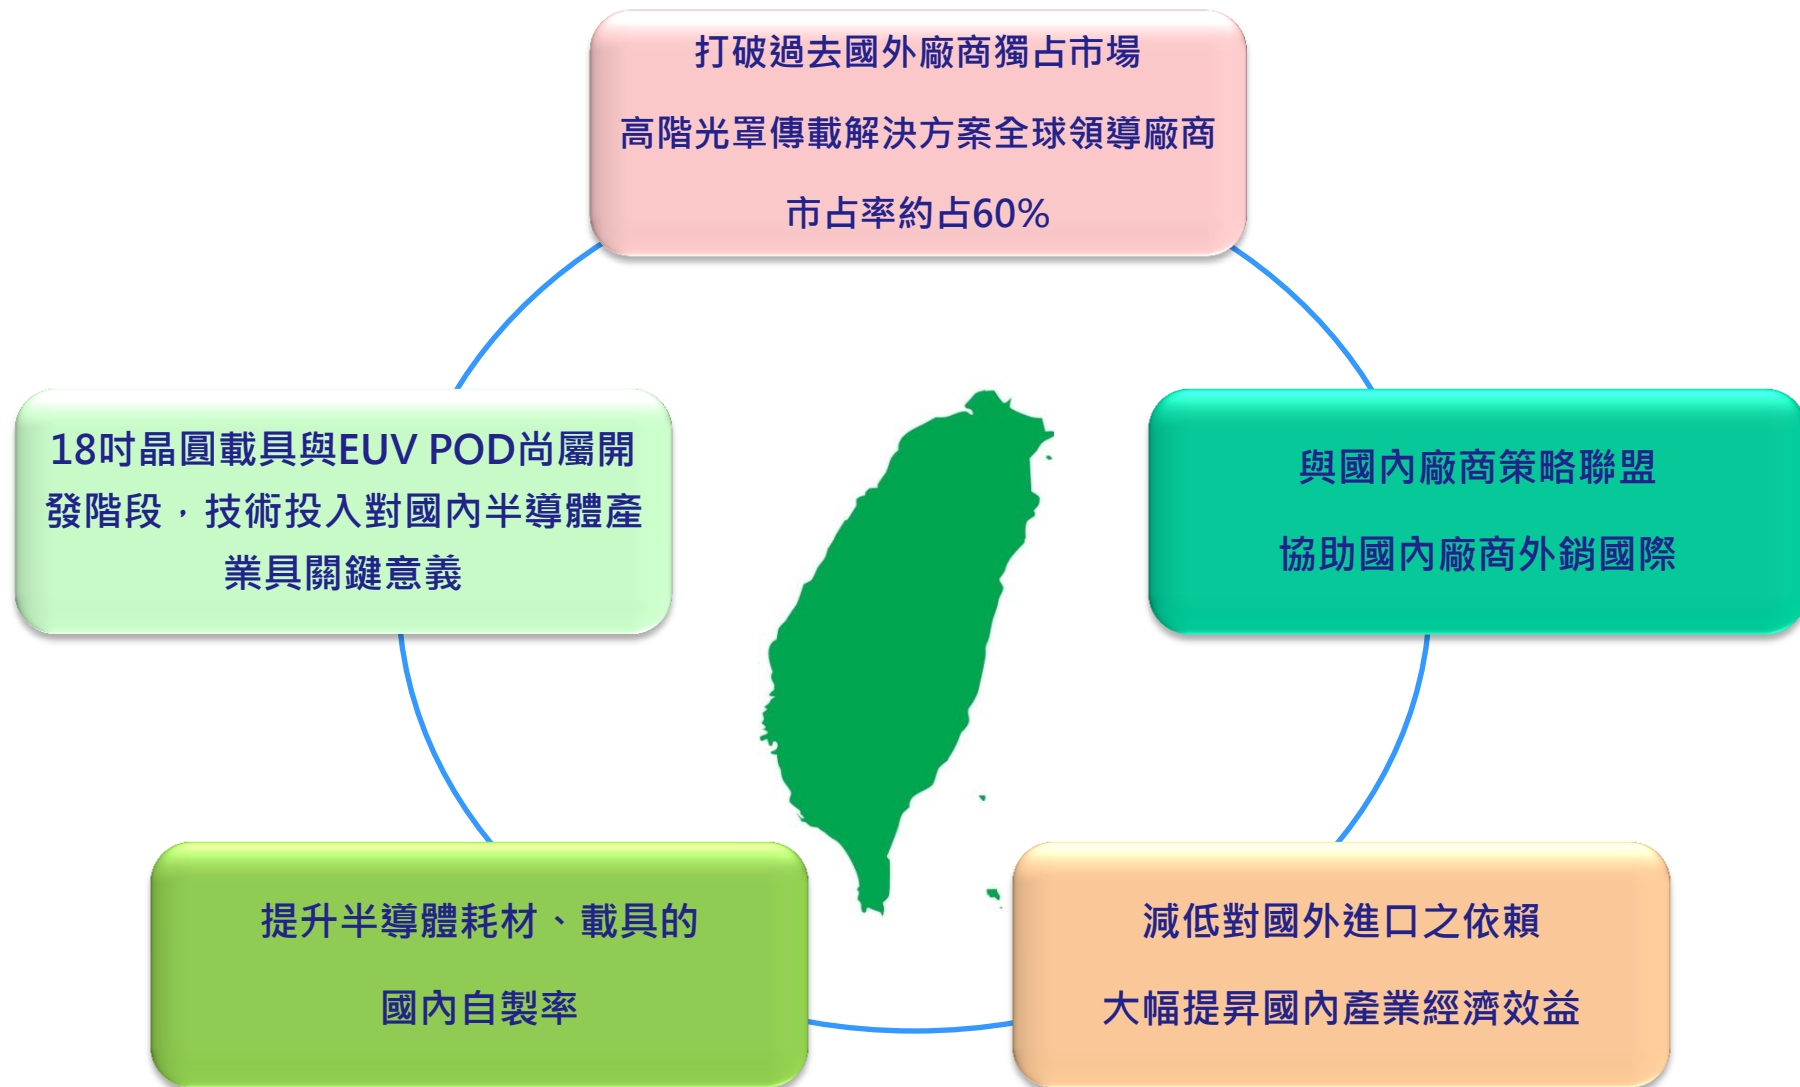 打破過去國外廠商獨占市場
高階光罩傳載解決方案全球領導廠商
市占率約占60%
與國內廠商策略聯盟
協助國內廠商外銷國際
減低對國外進口之依賴
大幅提昇國內產業經濟效益
提升半導體耗材、載具的
國內自製率
18吋晶圓載具與EUV POD尚屬開
發階段，技術投入對國內半導體產
業具關鍵意義